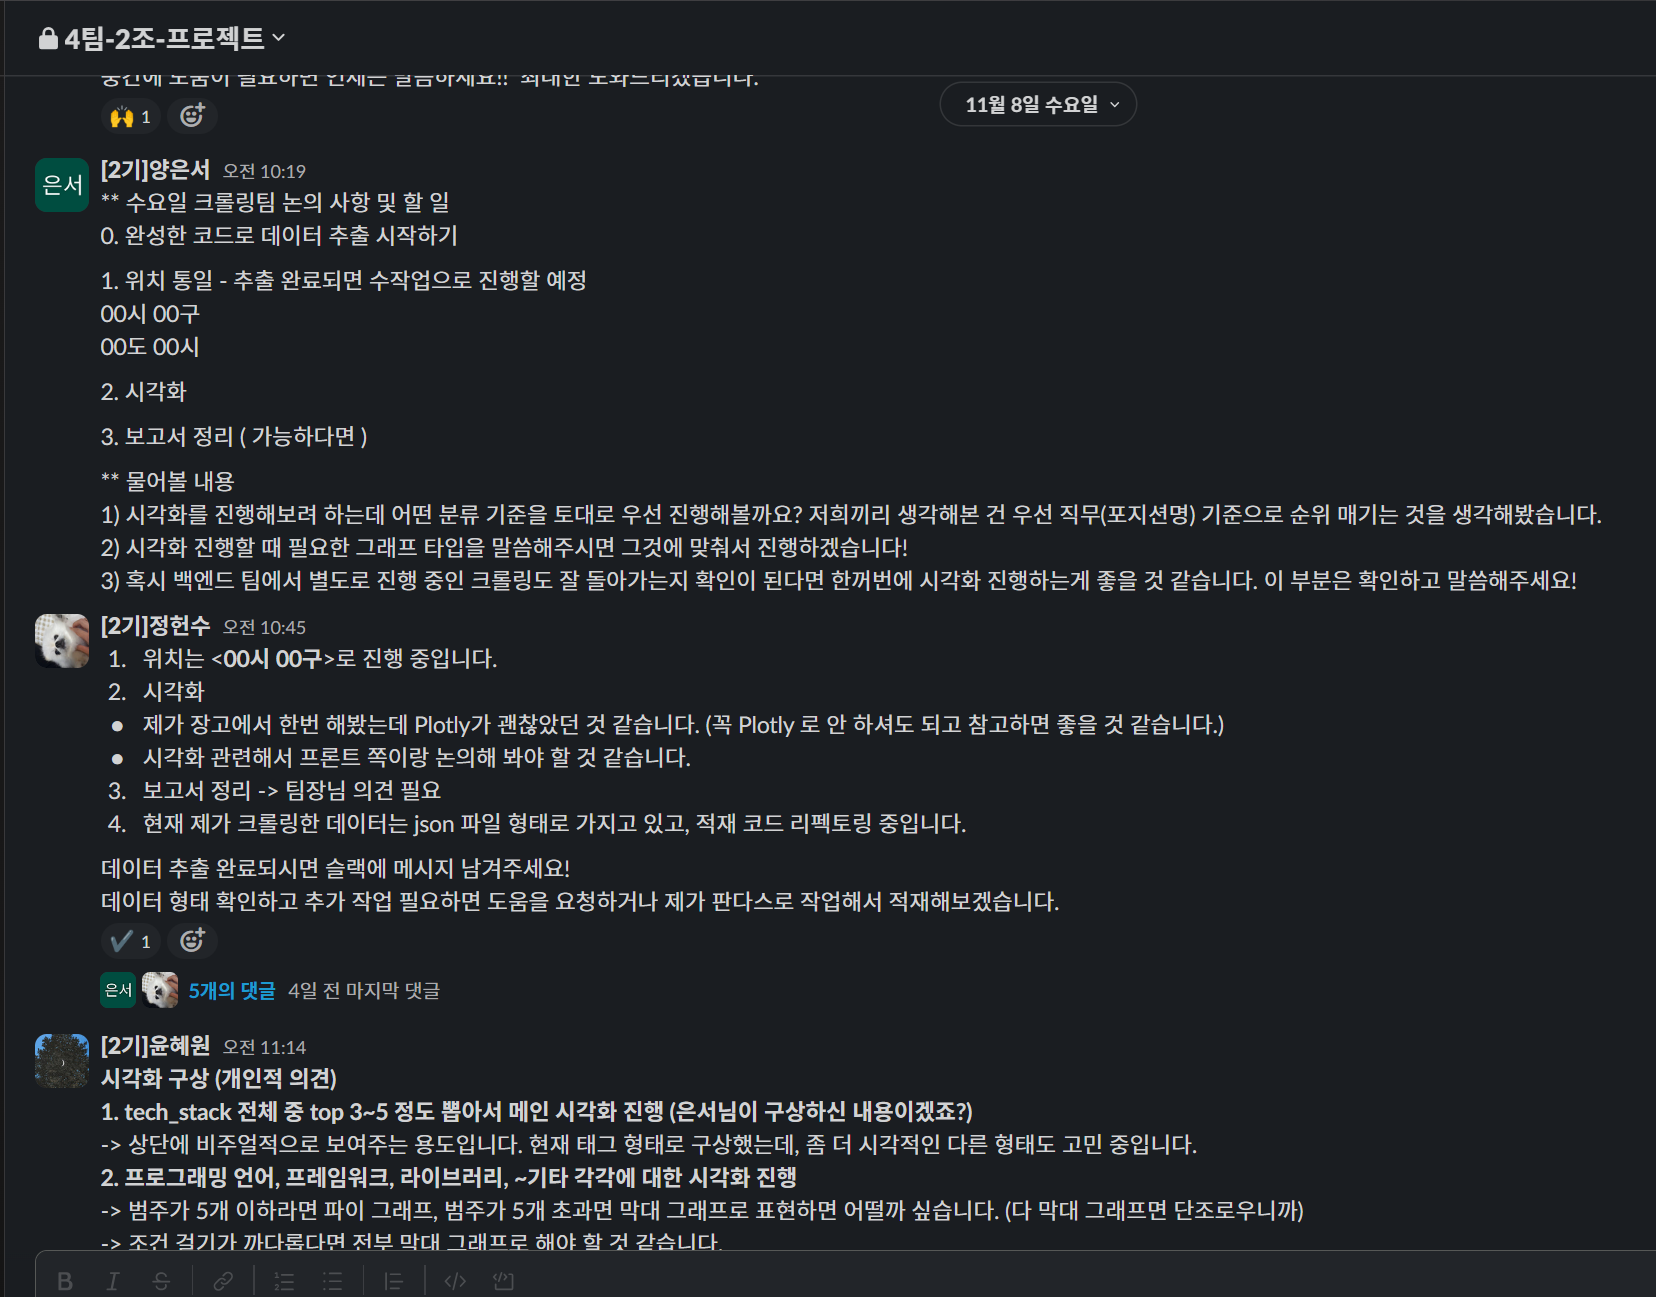 4팀-2조-프로젝트
중간에 도움이 필요하면 언제든 말씀하세요!! 최대한 도와드리겠습니다.
1
11월 8일 수요일
은서
[2기]양은서 오전 10:19
** 수요일 크롤링팀 논의 사항 및 할 일
0. 완성한 코드로 데이터 추출 시작하기
1. 위치 통일 - 추출 완료되면 수작업으로 진행할 예정
00시 00구
00도 00시
2. 시각화
3. 보고서 정리 ( 가능하다면 )
** 물어볼 내용
1) 시각화를 진행해보려 하는데 어떤 분류 기준을 토대로 우선 진행해볼까요? 저희끼리 생각해본 건 우선 직무(포지션명) 기준으로 순위 매기는 것을 생각해봤습니다.
2) 시각화 진행할 때 필요한 그래프 타입을 말씀해주시면 그것에 맞춰서 진행하겠습니다!
3) 혹시 백엔드 팀에서 별도로 진행 중인 크롤링도 잘 돌아가는지 확인이 된다면 한꺼번에 시각화 진행하는게 좋을 것 같습니다. 이 부분은 확인하고 말씀해주세요!
[2기]정헌수 오전 10:45
1. 위치는 <00시 00구>로 진행 중입니다.
2. 시각화
• 제가 장고에서 한번 해봤는데 Plotly가 괜찮았던 것 같습니다. (꼭 Plotly 로 안 하셔도 되고 참고하면 좋을 것 같습니다.)
• 시각화 관련해서 프론트 쪽이랑 논의해 봐야 할 것 같습니다.
3. 보고서 정리 -> 팀장님 의견 필요
4. 현재 제가 크롤링한 데이터는 json 파일 형태로 가지고 있고, 적재 코드 리펙토링 중입니다.
데이터 추출 완료되시면 슬랙에 메시지 남겨주세요!
데이터 형태 확인하고 추가 작업 필요하면 도움을 요청하거나 제가 판다스로 작업해서 적재해보겠습니다.
1
은서 5개의 댓글 4일 전 마지막 댓글
[2기]윤혜원 오전 11:14
시각화 구상 (개인적 의견)
1. tech_stack 전체 중 top 3~5 정도 뽑아서 메인 시각화 진행 (은서님이 구상하신 내용이겠죠?)
-> 상단에 비주얼적으로 보여주는 용도입니다. 현재 태그 형태로 구상했는데, 좀 더 시각적인 다른 형태도 고민 중입니다.
2. 프로그래밍 언어, 프레임워크, 라이브러리, ~기타 각각에 대한 시각화 진행
-> 범주가 5개 이하라면 파이 그래프, 범주가 5개 초과면 막대 그래프로 표현하면 어떨까 싶습니다. (다 막대 그래프면 단조로우니까)
-> 조건 걸기가 까다롭다면 전부 막대 그래프로 해야 할 것 같습니다.
B I S